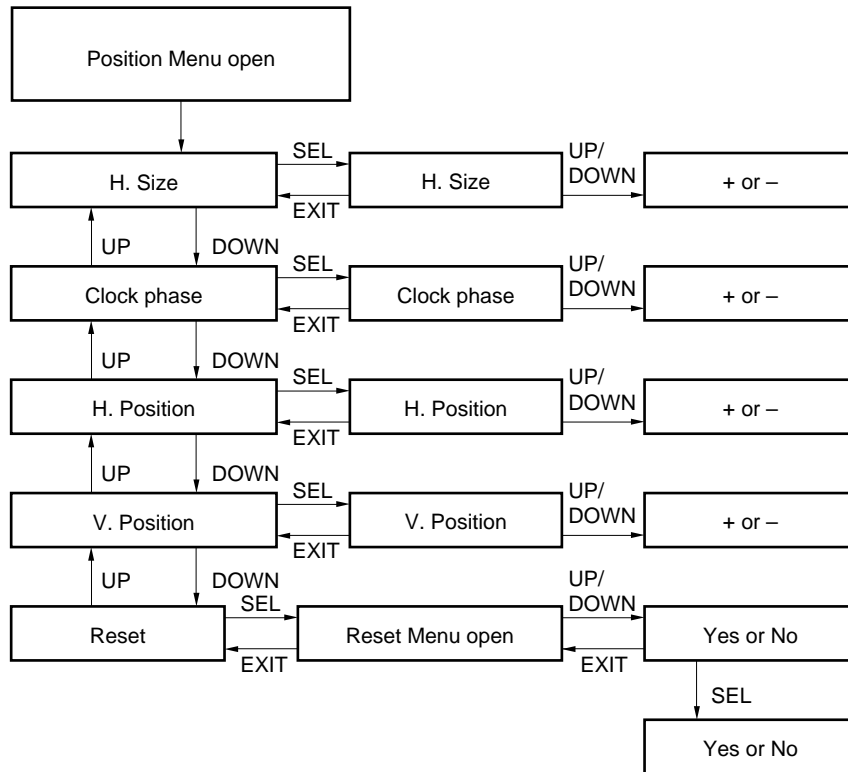 Position Menu open
SEL
UP/
DOWN
H. Size
H. Size
+ or –
EXIT
UP
DOWN
SEL
UP/
DOWN
Clock phase
Clock phase
+ or –
EXIT
UP
DOWN
SEL
UP/
DOWN
H. Position
H. Position
+ or –
EXIT
UP
DOWN
SEL
UP/
DOWN
V. Position
V. Position
+ or –
EXIT
UP
DOWN
SEL
UP/
DOWN
Reset
Reset Menu open
Yes or No
EXIT
EXIT
SEL
Yes or No